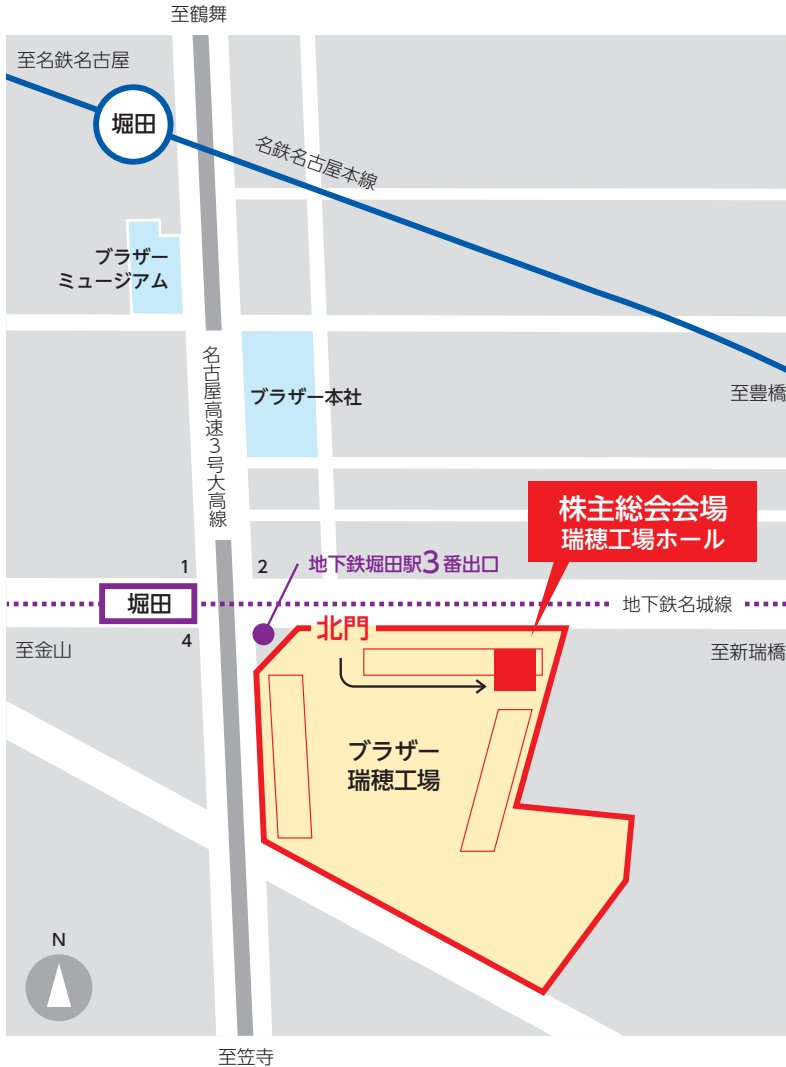 至鶴舞
至名鉄名古屋
堀田
名鉄名古屋本線
ブラザー
ミュージアム
名古屋高速3号大高線
ブラザー本社
至豊橋
株主総会会場
瑞穂工場ホール
1
2
地下鉄堀田駅3番出口
堀田
地下鉄名城線
北門
4
至金山
至新瑞橋
ブラザー
瑞穂工場
N
至笠寺